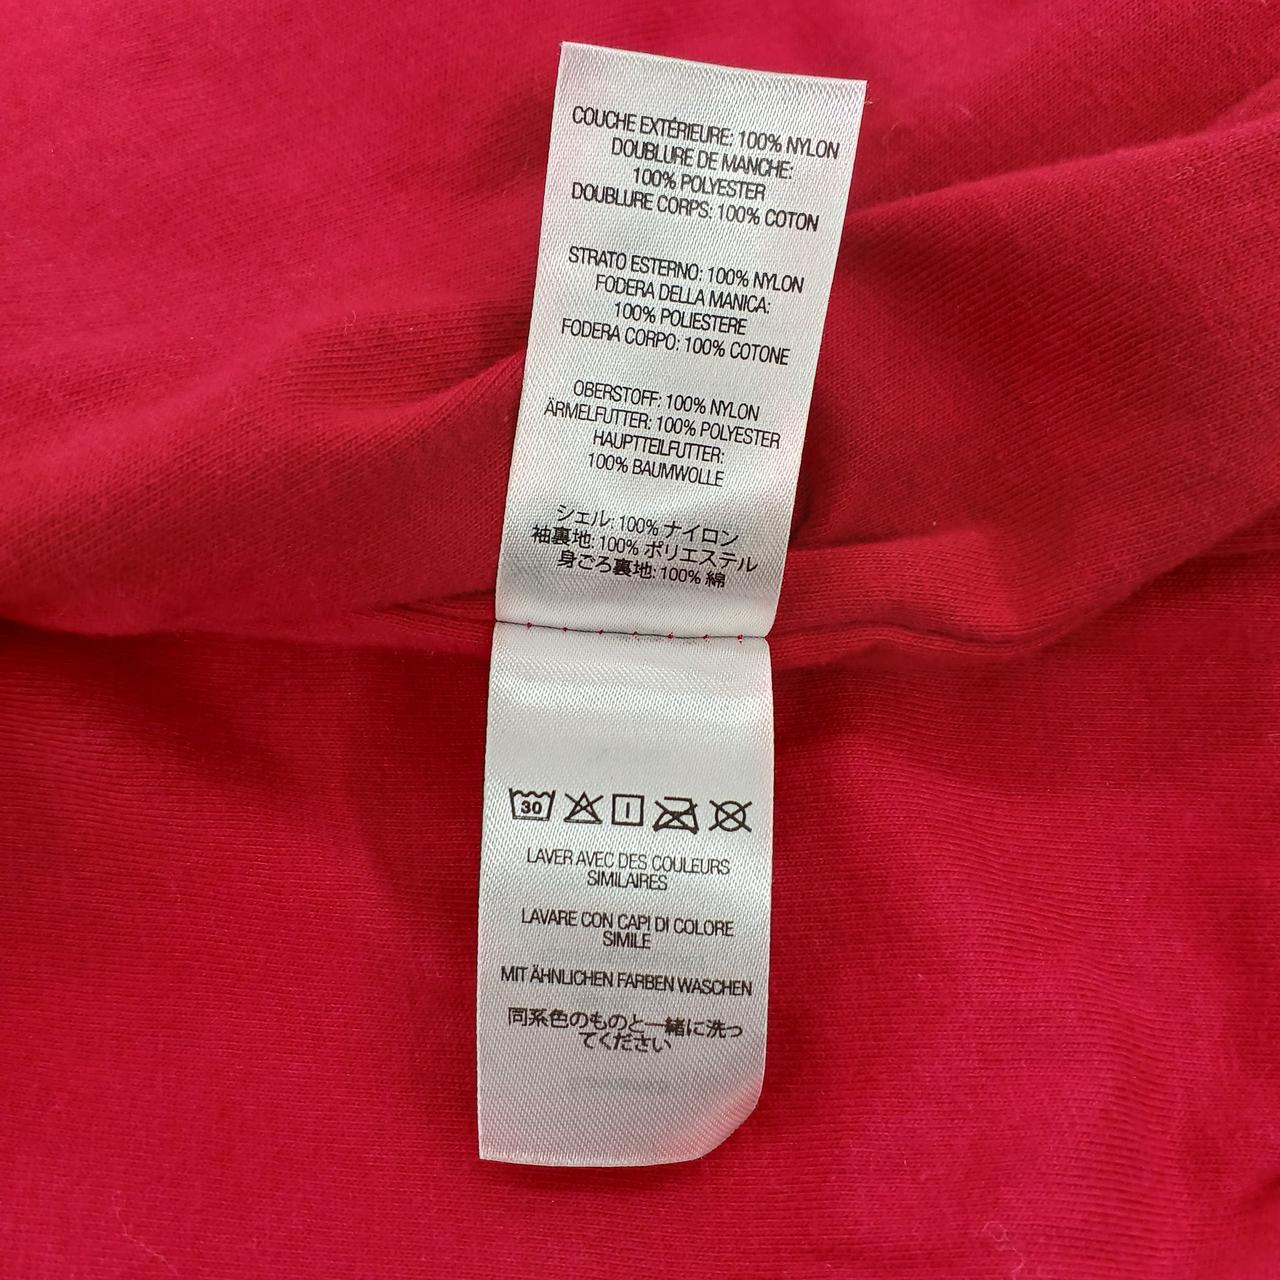 COUCHE EXTÉRIEURE: 100% NYLON
DOUBLURE DE MANCHE:
100% POLYESTER
DOUBLURE CORPS: 100% COTON
STRATO ESTERNO: 100% NYLON
FODERA DELLA MANICA:
100% POLIESTERE
FODERA CORPO: 100% COTONE
OBERSTOFF: 100% NYLON
ÄRMELFUTTER: 100% POLYESTER
HAUPTTEILFUTTER:
100% BAUMWOLLE
シェル: 100% ナイロン
袖裏地: 100% ポリエステル
身ごろ裏地: 100% 綿
30
LAVER AVEC DES COULEURS
SIMILAIRES
LAVARE CON CAPI DI COLORE
SIMILE
MIT ÄHNLICHEN FARBEN WASCHEN
同系色のものと一緒に洗っ
てください